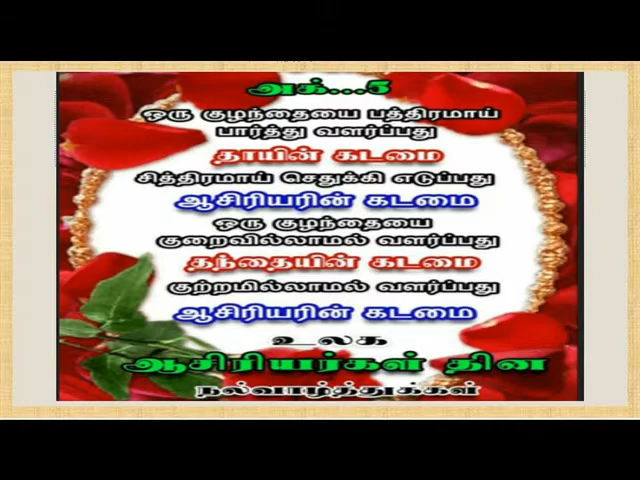 அக்...5
ஒரு குழந்தையை பத்திரமாய்
பார்த்து வளர்ப்பது
தாயின் கடமை
சித்திரமாய் செதுக்கி எடுப்பது
ஆசிரியரின் கடமை
ஒரு குழந்தையை
குறைவில்லாமல் வளர்ப்பது
தந்தையின் கடமை
குற்றமில்லாமல் வளர்ப்பது
ஆசிரியரின் கடமை
உலக
ஆசிரியர்கள் தின
நல்வார்த்துக்கள்